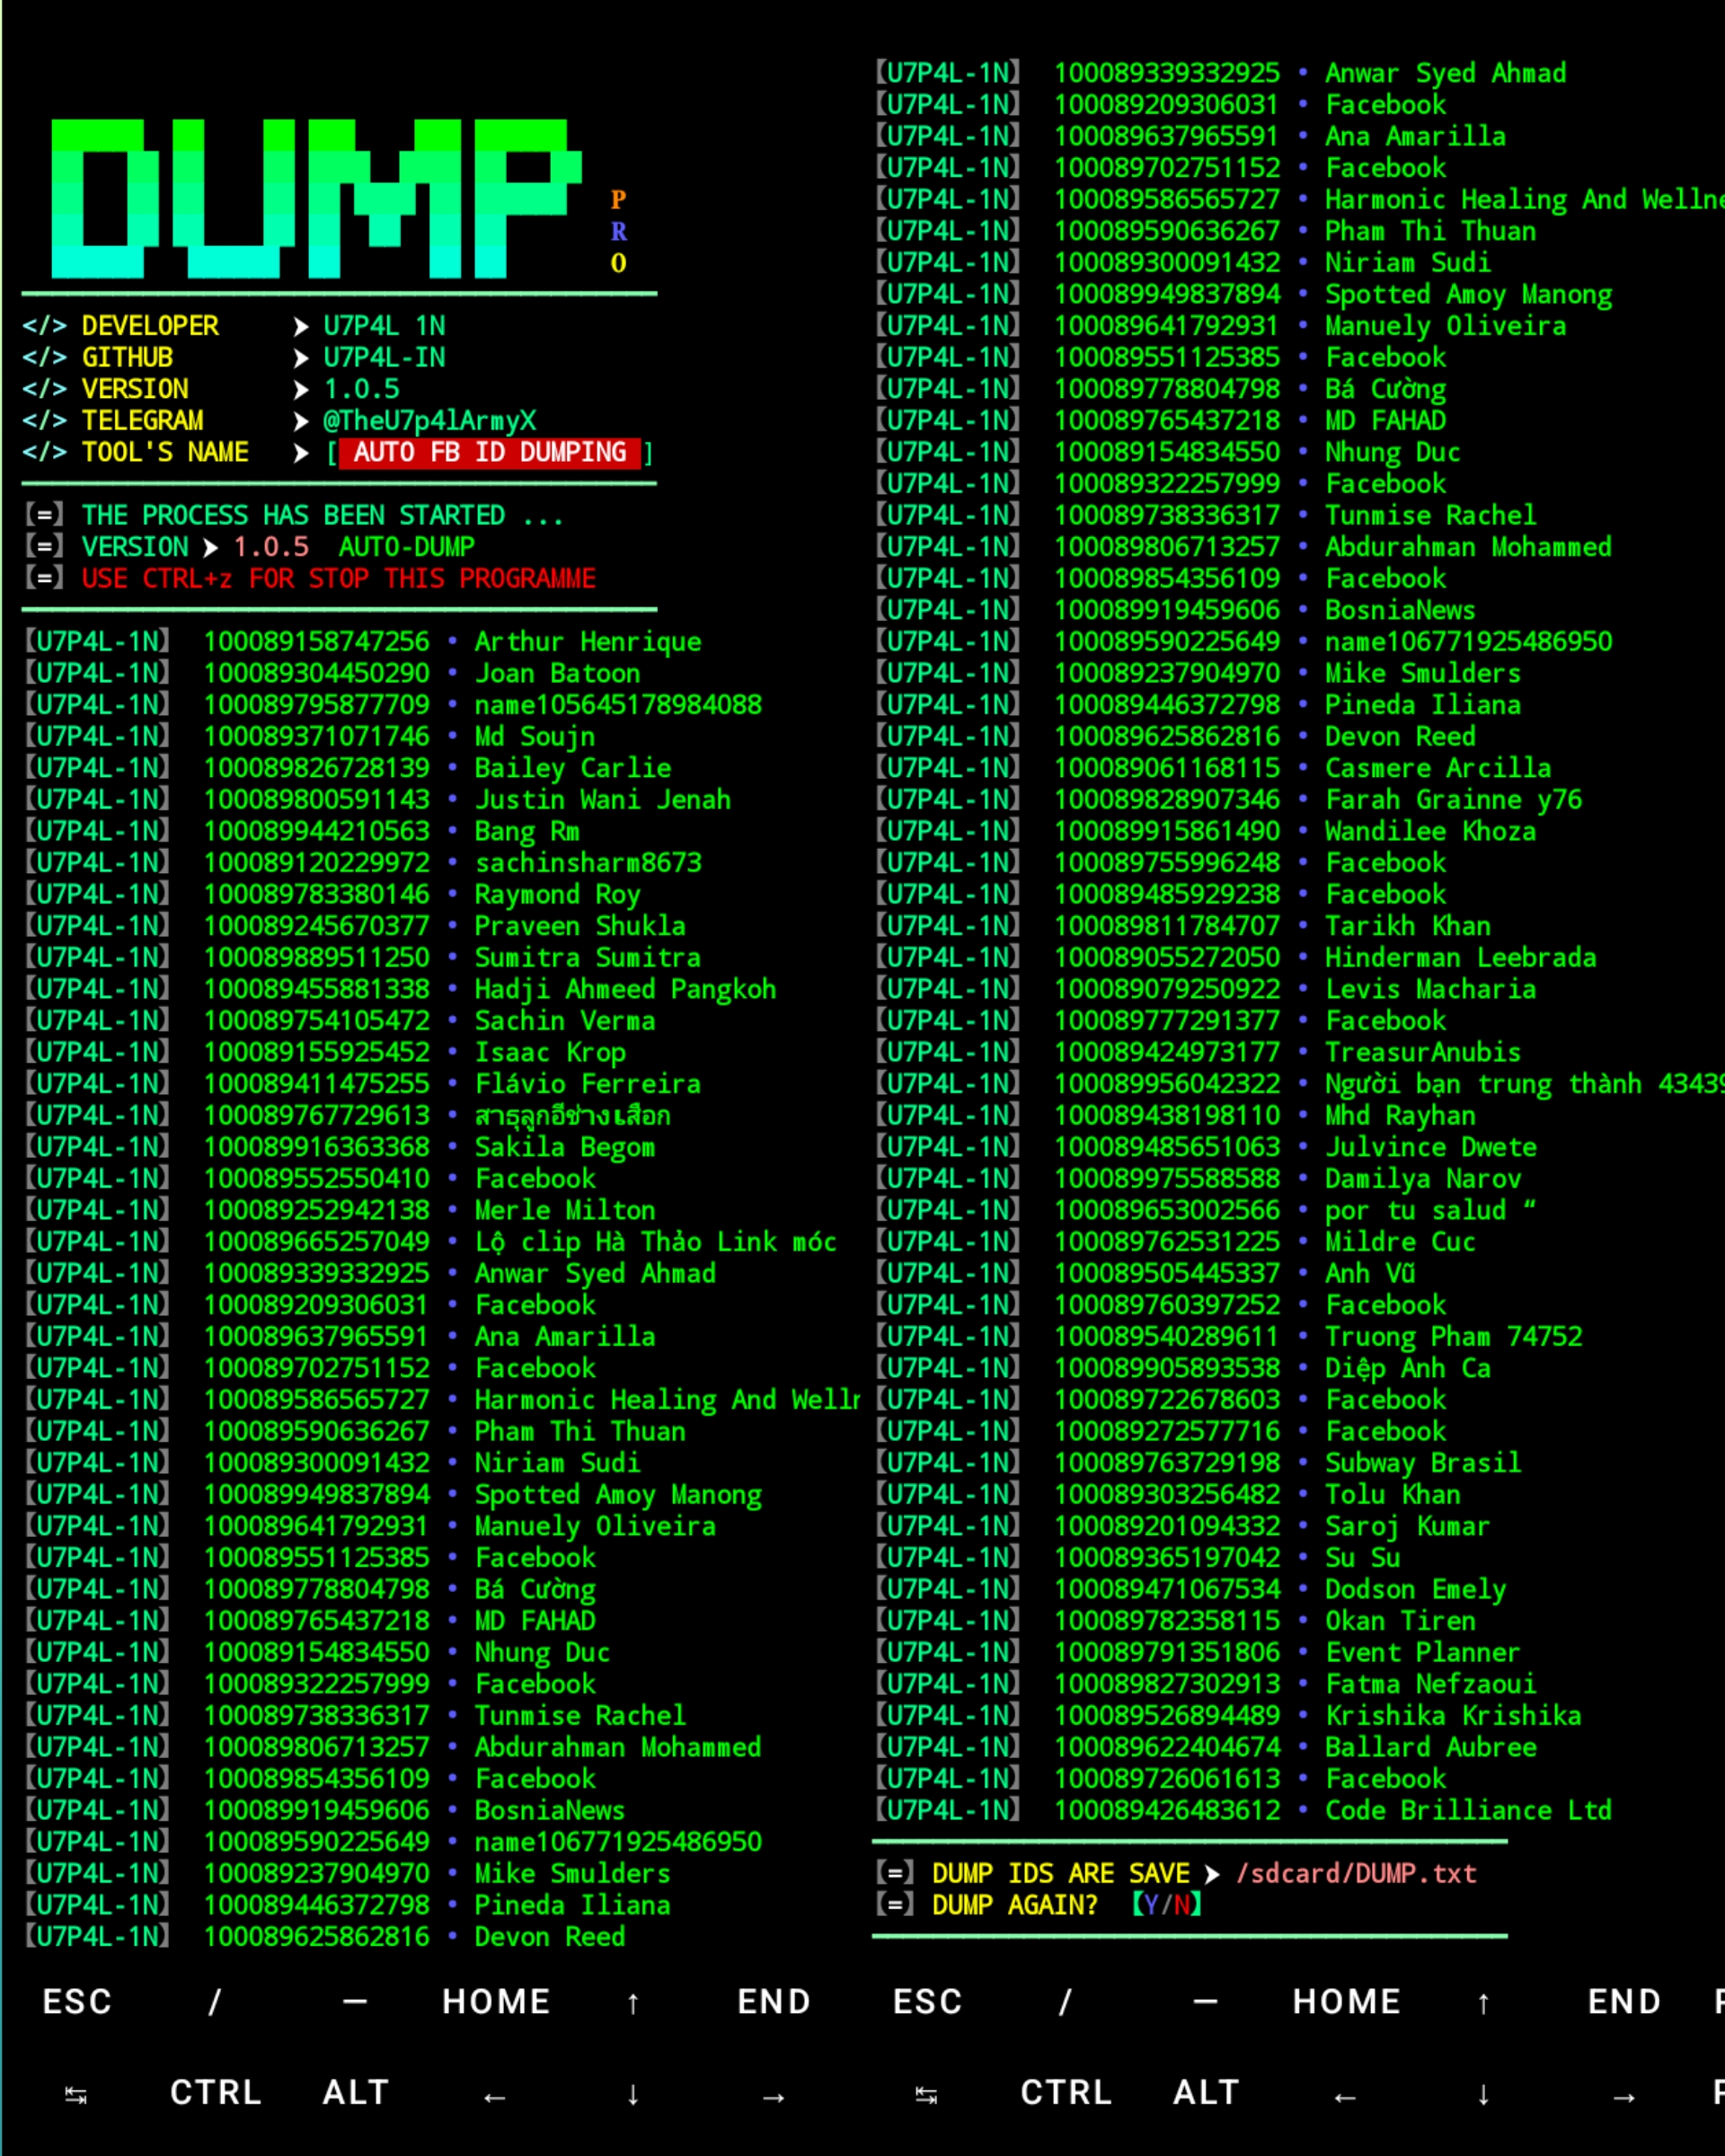 DUMP
P
R
O
</> DEVELOPER ➤ U7P4L 1N
</> GITHUB ➤ U7P4L-IN
</> VERSION ➤ 1.0.5
</> TELEGRAM ➤ @TheU7p4lArmyX
</> TOOL'S NAME ➤ [ AUTO FB ID DUMPING ]
【=】 THE PROCESS HAS BEEN STARTED ...
【=】 VERSION ➤ 1.0.5 AUTO-DUMP
【=】 USE CTRL+z FOR STOP THIS PROGRAMME
【U7P4L-1N】 100089158747256 • Arthur Henrique
【U7P4L-1N】 100089304450290 • Joan Batoon
【U7P4L-1N】 100089795877709 • name105645178984088
【U7P4L-1N】 100089371071746 • Md Soujn
【U7P4L-1N】 100089826728139 • Bailey Carlie
【U7P4L-1N】 100089800591143 • Justin Wani Jenah
【U7P4L-1N】 100089944210563 • Bang Rm
【U7P4L-1N】 100089120229972 • sachinsharm8673
【U7P4L-1N】 100089783380146 • Raymond Roy
【U7P4L-1N】 100089245670377 • Praveen Shukla
【U7P4L-1N】 100089889511250 • Sumitra Sumitra
【U7P4L-1N】 100089455881338 • Hadji Ahmeed Pangkoh
【U7P4L-1N】 100089754105472 • Sachin Verma
【U7P4L-1N】 100089155925452 • Isaac Krop
【U7P4L-1N】 100089411475255 • Flávio Ferreira
【U7P4L-1N】 100089767729613 • สาธุลูกอีช่างเสือก
【U7P4L-1N】 100089916363368 • Sakila Begom
【U7P4L-1N】 100089552550410 • Facebook
【U7P4L-1N】 100089252942138 • Merle Milton
【U7P4L-1N】 100089665257049 • Lộ clip Hà Thảo Link móc
【U7P4L-1N】 100089339332925 • Anwar Syed Ahmad
【U7P4L-1N】 100089209306031 • Facebook
【U7P4L-1N】 100089637965591 • Ana Amarilla
【U7P4L-1N】 100089702751152 • Facebook
【U7P4L-1N】 100089586565727 • Harmonic Healing And Welln
【U7P4L-1N】 100089590636267 • Pham Thi Thuan
【U7P4L-1N】 100089300091432 • Niriam Sudi
【U7P4L-1N】 100089949837894 • Spotted Amoy Manong
【U7P4L-1N】 100089641792931 • Manuely Oliveira
【U7P4L-1N】 100089551125385 • Facebook
【U7P4L-1N】 100089778804798 • Bá Cường
【U7P4L-1N】 100089765437218 • MD FAHAD
【U7P4L-1N】 100089154834550 • Nhung Duc
【U7P4L-1N】 100089322257999 • Facebook
【U7P4L-1N】 100089738336317 • Tunmise Rachel
【U7P4L-1N】 100089806713257 • Abdurahman Mohammed
【U7P4L-1N】 100089854356109 • Facebook
【U7P4L-1N】 100089919459606 • BosniaNews
【U7P4L-1N】 100089590225649 • name106771925486950
【U7P4L-1N】 100089237904970 • Mike Smulders
【U7P4L-1N】 100089446372798 • Pineda Iliana
【U7P4L-1N】 100089625862816 • Devon Reed
ESC / — HOME ↑ END
↹ CTRL ALT ← ↓ →
【U7P4L-1N】 100089339332925 • Anwar Syed Ahmad
【U7P4L-1N】 100089209306031 • Facebook
【U7P4L-1N】 100089637965591 • Ana Amarilla
【U7P4L-1N】 100089702751152 • Facebook
【U7P4L-1N】 100089586565727 • Harmonic Healing And Wellne
【U7P4L-1N】 100089590636267 • Pham Thi Thuan
【U7P4L-1N】 100089300091432 • Niriam Sudi
【U7P4L-1N】 100089949837894 • Spotted Amoy Manong
【U7P4L-1N】 100089641792931 • Manuely Oliveira
【U7P4L-1N】 100089551125385 • Facebook
【U7P4L-1N】 100089778804798 • Bá Cường
【U7P4L-1N】 100089765437218 • MD FAHAD
【U7P4L-1N】 100089154834550 • Nhung Duc
【U7P4L-1N】 100089322257999 • Facebook
【U7P4L-1N】 100089738336317 • Tunmise Rachel
【U7P4L-1N】 100089806713257 • Abdurahman Mohammed
【U7P4L-1N】 100089854356109 • Facebook
【U7P4L-1N】 100089919459606 • BosniaNews
【U7P4L-1N】 100089590225649 • name106771925486950
【U7P4L-1N】 100089237904970 • Mike Smulders
【U7P4L-1N】 100089446372798 • Pineda Iliana
【U7P4L-1N】 100089625862816 • Devon Reed
【U7P4L-1N】 100089061168115 • Casmere Arcilla
【U7P4L-1N】 100089828907346 • Farah Grainne y76
【U7P4L-1N】 100089915861490 • Wandilee Khoza
【U7P4L-1N】 100089755996248 • Facebook
【U7P4L-1N】 100089485929238 • Facebook
【U7P4L-1N】 100089811784707 • Tarikh Khan
【U7P4L-1N】 100089055272050 • Hinderman Leebrada
【U7P4L-1N】 100089079250922 • Levis Macharia
【U7P4L-1N】 100089777291377 • Facebook
【U7P4L-1N】 100089424973177 • TreasurAnubis
【U7P4L-1N】 100089956042322 • Người bạn trung thành 43439
【U7P4L-1N】 100089438198110 • Mhd Rayhan
【U7P4L-1N】 100089485651063 • Julvince Dwete
【U7P4L-1N】 100089975588588 • Damilya Narov
【U7P4L-1N】 100089653002566 • por tu salud “
【U7P4L-1N】 100089762531225 • Mildre Cuc
【U7P4L-1N】 100089505445337 • Anh Vũ
【U7P4L-1N】 100089760397252 • Facebook
【U7P4L-1N】 100089540289611 • Truong Pham 74752
【U7P4L-1N】 100089905893538 • Diệp Anh Ca
【U7P4L-1N】 100089722678603 • Facebook
【U7P4L-1N】 100089272577716 • Facebook
【U7P4L-1N】 100089763729198 • Subway Brasil
【U7P4L-1N】 100089303256482 • Tolu Khan
【U7P4L-1N】 100089201094332 • Saroj Kumar
【U7P4L-1N】 100089365197042 • Su Su
【U7P4L-1N】 100089471067534 • Dodson Emely
【U7P4L-1N】 100089782358115 • Okan Tiren
【U7P4L-1N】 100089791351806 • Event Planner
【U7P4L-1N】 100089827302913 • Fatma Nefzaoui
【U7P4L-1N】 100089526894489 • Krishika Krishika
【U7P4L-1N】 100089622404674 • Ballard Aubree
【U7P4L-1N】 100089726061613 • Facebook
【U7P4L-1N】 100089426483612 • Code Brilliance Ltd
【=】 DUMP IDS ARE SAVE ➤ /sdcard/DUMP.txt
【=】 DUMP AGAIN? 【Y/N】
ESC / — HOME ↑ END
↹ CTRL ALT ← ↓ →